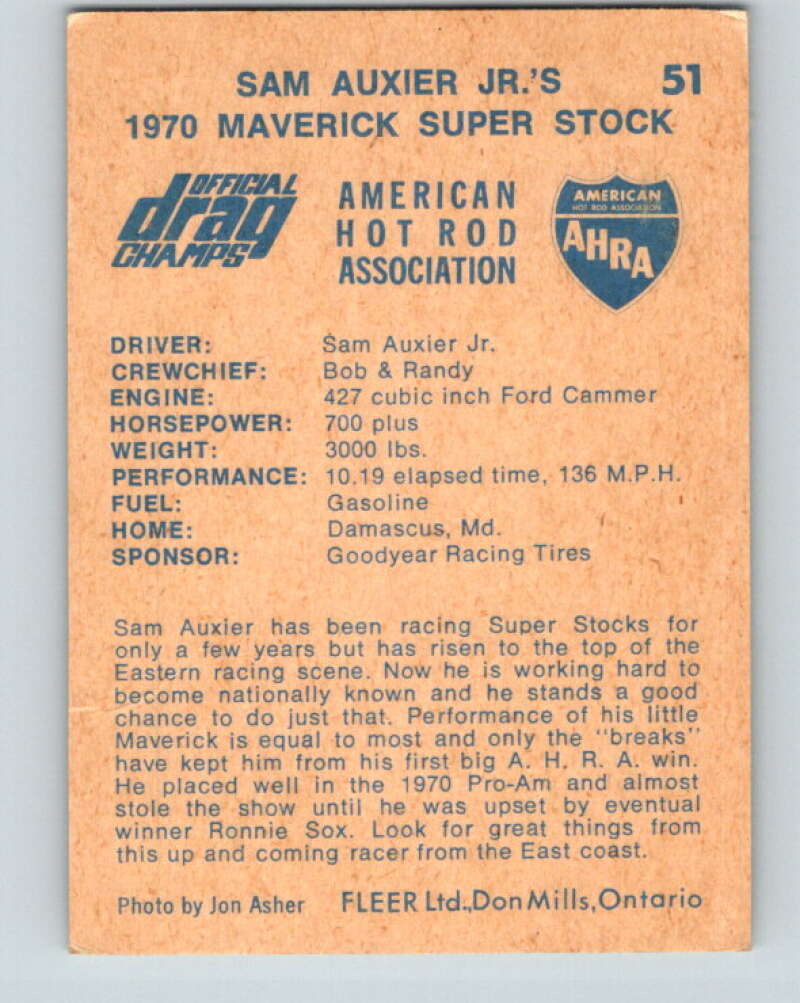 SAM AUXIER JR.'S 51
1970 MAVERICK SUPER STOCK
OFFICIAL
drag
CHAMPS
AMERICAN
HOT ROD
ASSOCIATION
AMERICAN
HOT ROD ASSOCIATION
AHRA
DRIVER: Sam Auxier Jr.
CREWCHIEF: Bob & Randy
ENGINE: 427 cubic inch Ford Cammer
HORSEPOWER: 700 plus
WEIGHT: 3000 lbs.
PERFORMANCE: 10.19 elapsed time, 136 M.P.H.
FUEL: Gasoline
HOME: Damascus, Md.
SPONSOR: Goodyear Racing Tires
Sam Auxier has been racing Super Stocks for
only a few years but has risen to the top of the
Eastern racing scene. Now he is working hard to
become nationally known and he stands a good
chance to do just that. Performance of his little
Maverick is equal to most and only the "breaks"
have kept him from his first big A. H. R. A. win.
He placed well in the 1970 Pro-Am and almost
stole the show until he was upset by eventual
winner Ronnie Sox. Look for great things from
this up and coming racer from the East coast.
Photo by Jon Asher FLEER Ltd.,Don Mills,Ontario